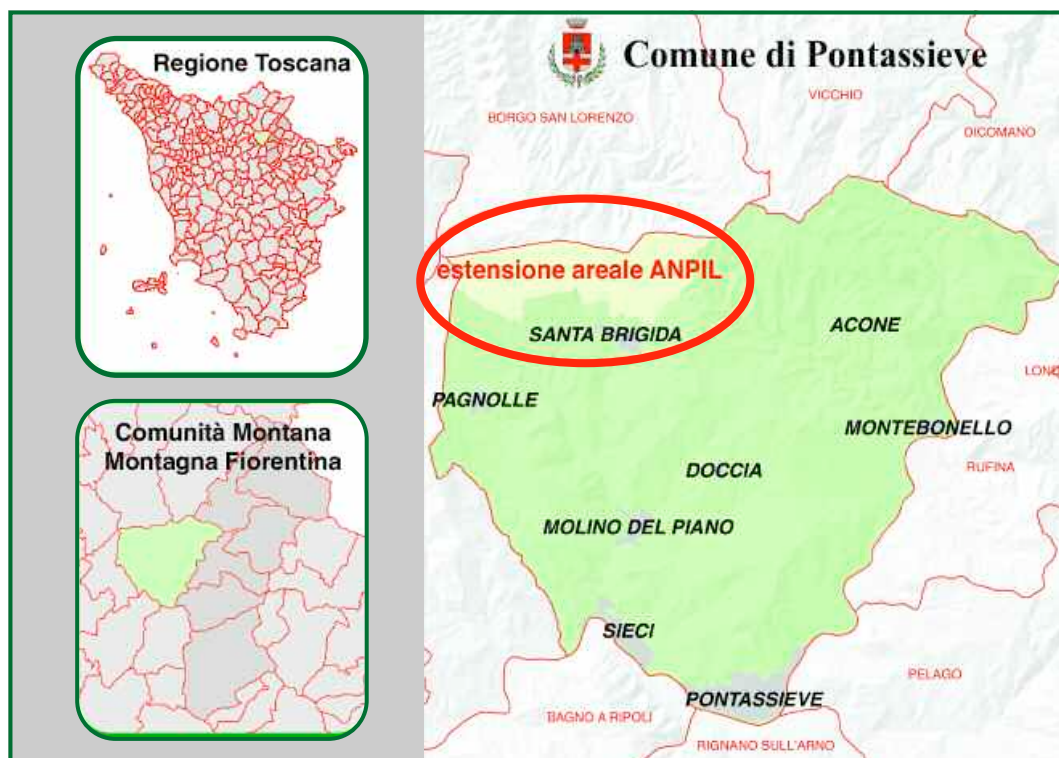 Regione Toscana
Comunità Montana
Montagna Fiorentina
Comune di Pontassieve
VICCHIO
BORGO SAN LORENZO
DICOMANO
estensione areale ANPIL
SANTA BRIGIDA
ACONE
LOND
PAGNOLLE
MONTEBONELLO
RUFINA
DOCCIA
MOLINO DEL PIANO
SIECI
PELAGO
PONTASSIEVE
BAGNO A RIPOLI
RIGNANO SULL'ARNO